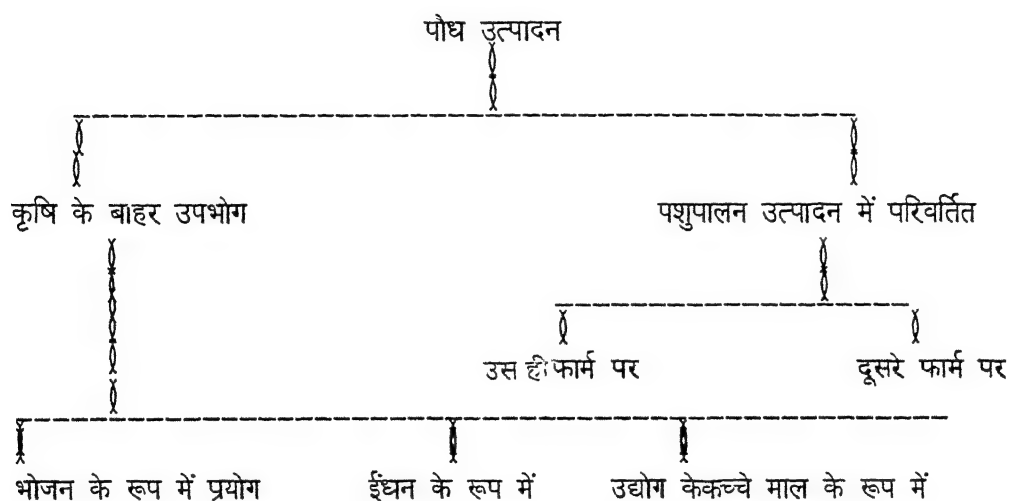 पौध उत्पादन
कृषि के बाहर उपभोग पशुपालन उत्पादन में परिवर्तित
उस ही फार्म पर दूसरे फार्म पर
भोजन के रूप में प्रयोग ईंधन के रूप में उद्योग केकच्चे माल के रूप में